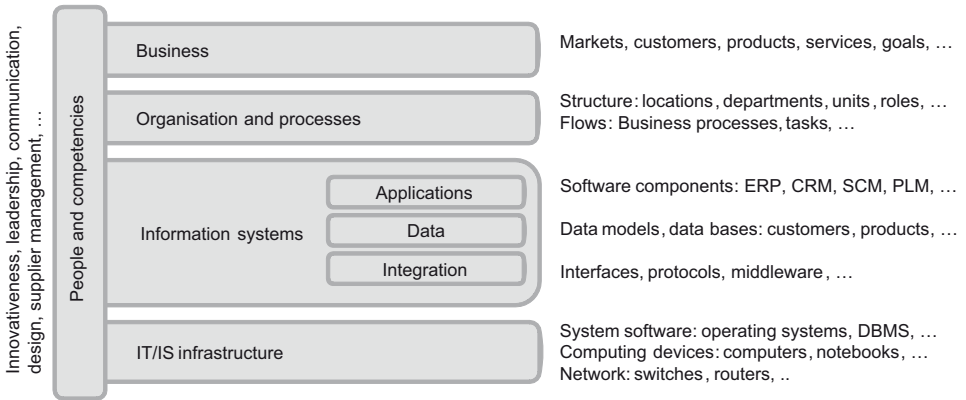 Innovativeness, leadership, communication,
design, supplier management, …
People and competencies
Business
Markets, customers, products, services, goals, …
Organisation and processes
Structure: locations, departments, units, roles, …
Flows: Business processes, tasks, …
Information systems
Applications
Software components: ERP, CRM, SCM, PLM, …
Data
Data models, data bases: customers, products, …
Integration
Interfaces, protocols, middleware, …
IT/IS infrastructure
System software: operating systems, DBMS, …
Computing devices: computers, notebooks, …
Network: switches, routers, ..